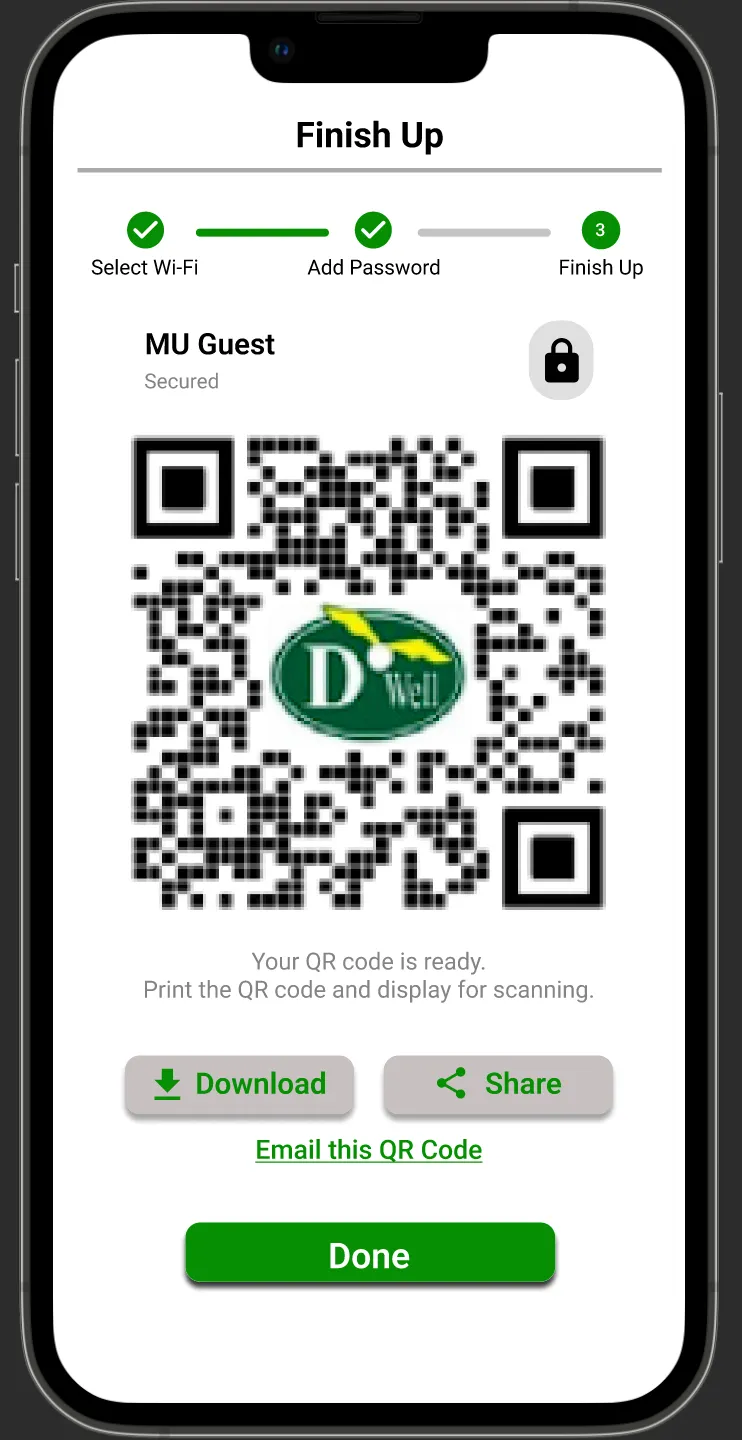 Finish Up
3
Select Wi-Fi
Add Password
Finish Up
MU Guest
Secured
D Well
Your QR code is ready.
Print the QR code and display for scanning.
Download
Share
Email this QR Code
Done